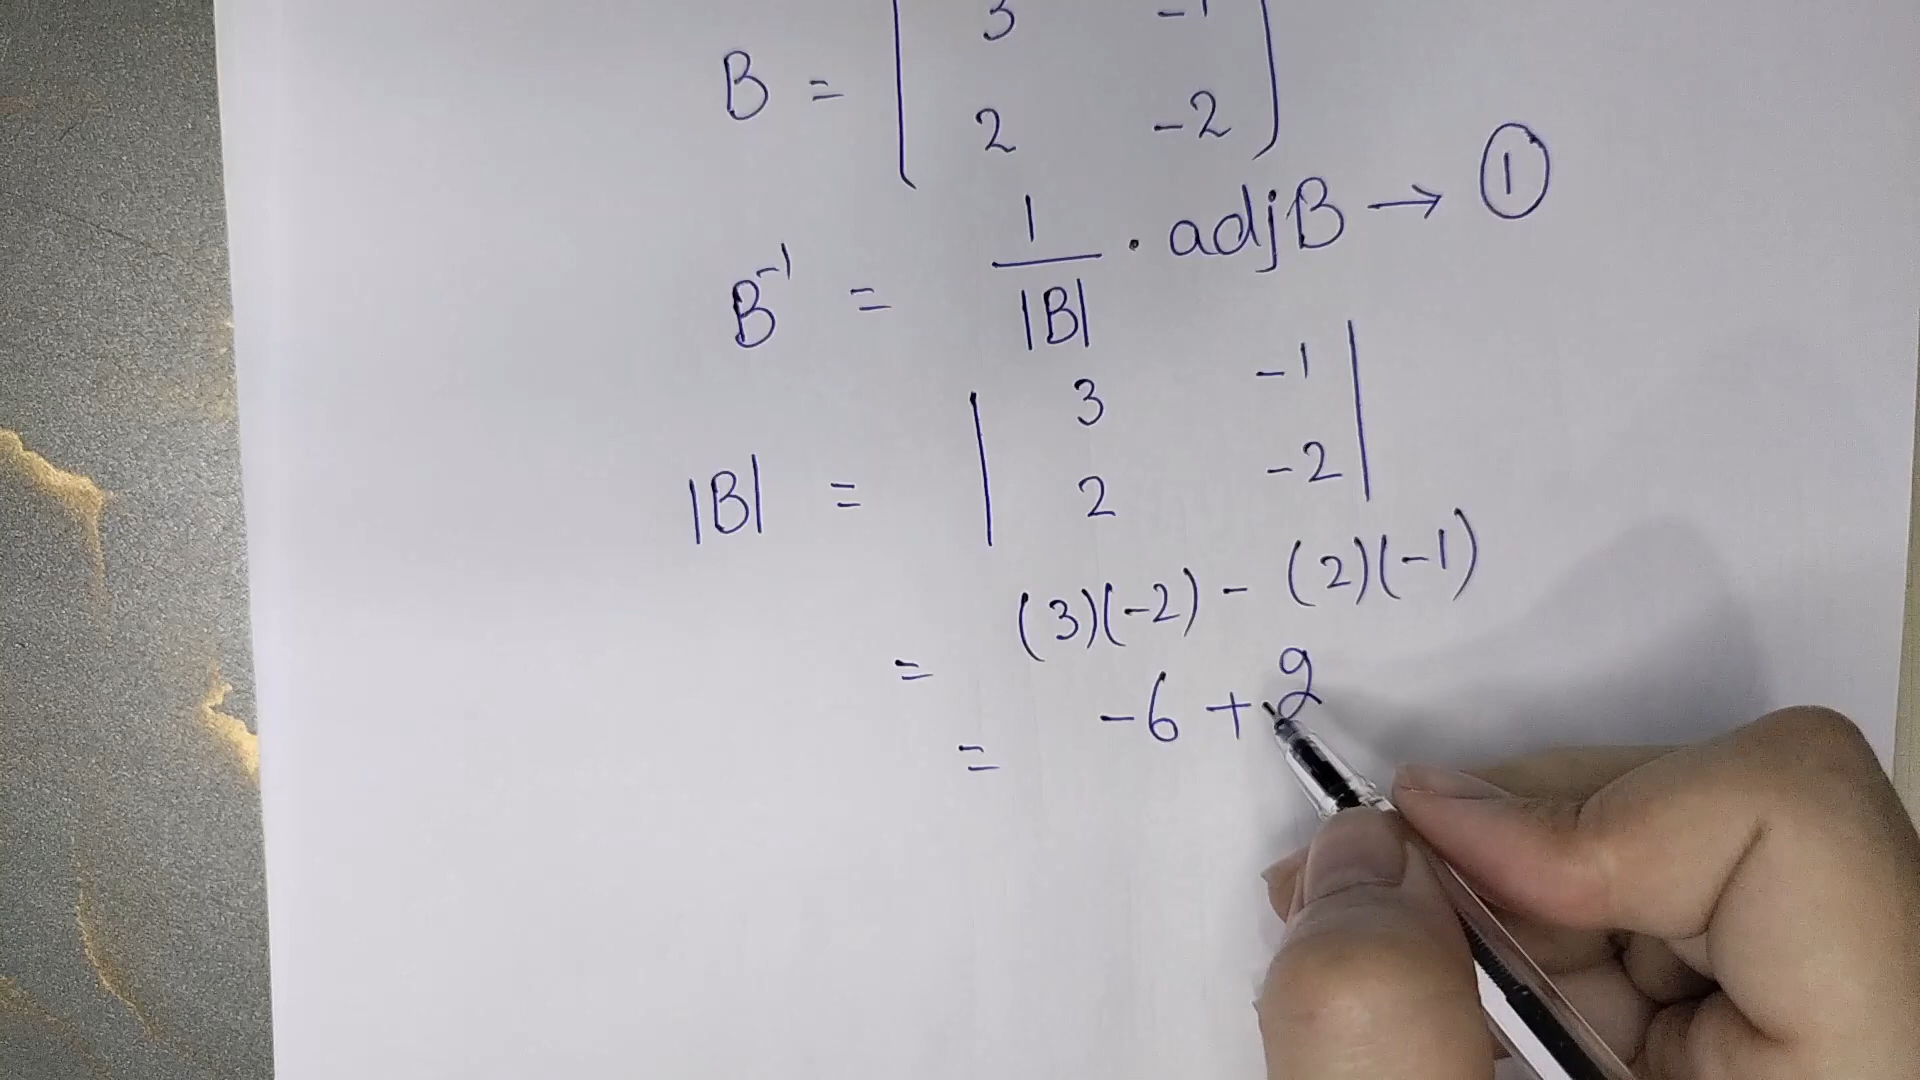 3 -1
B =
2 -2
B⁻¹ = 1/|B| · adjB → ①
3 -1
|B| =
2 -2
= (3)(-2) - (2)(-1)
= -6 + 2